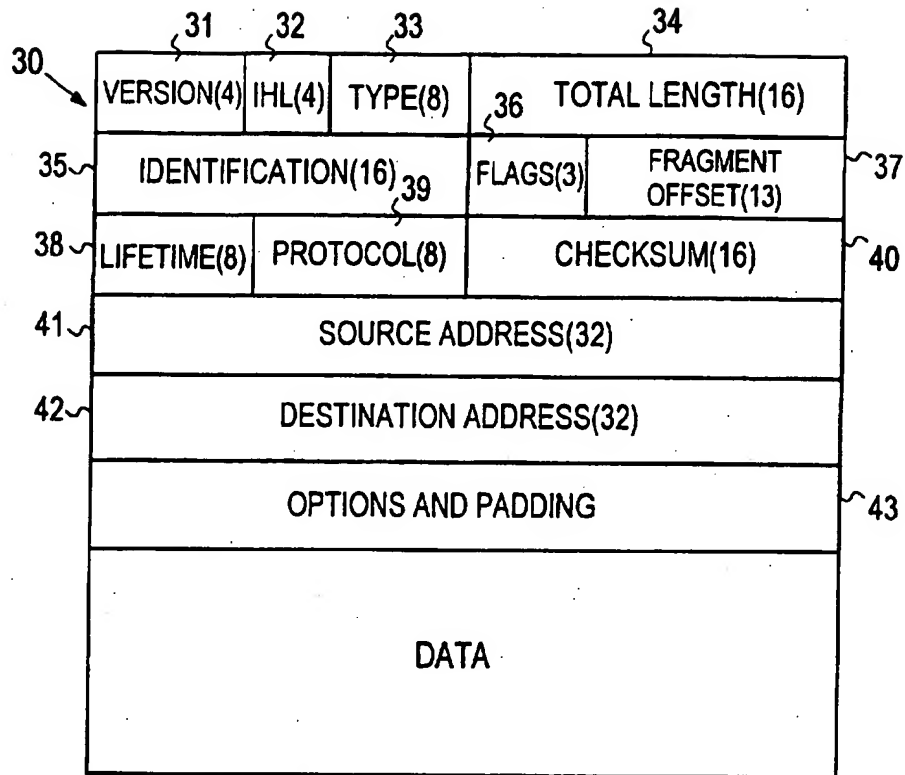 31 32 33 34
30
VERSION(4) IHL(4) TYPE(8) TOTAL LENGTH(16)
36
35 IDENTIFICATION(16) FLAGS(3) FRAGMENT OFFSET(13) 37
39
38 LIFETIME(8) PROTOCOL(8) CHECKSUM(16) 40
41 SOURCE ADDRESS(32)
42 DESTINATION ADDRESS(32)
OPTIONS AND PADDING 43
DATA